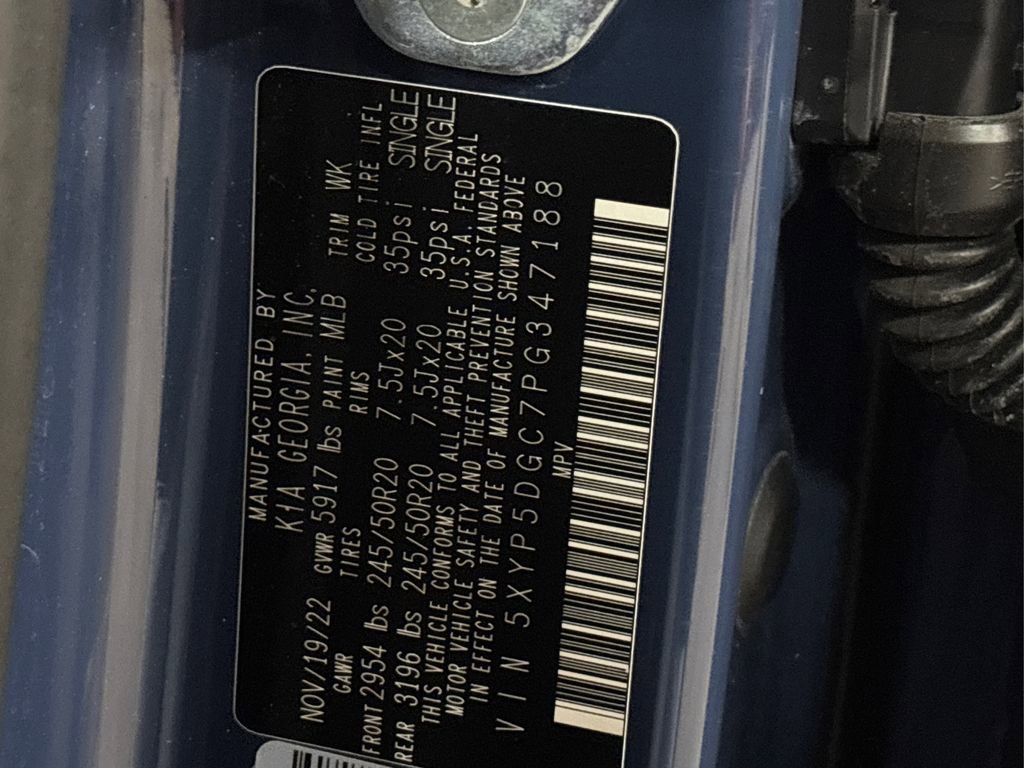 MANUFACTURED BY
KIA GEORGIA, INC.
NOV/19/22 GVWR 5917 lbs PAINT MLB TRIM WK
GAWR TIRES RIMS COLD TIRE INFL
FRONT 2954 lbs 245/50R20 7.5Jx20 35psi SINGLE
REAR 3196 lbs 245/50R20 7.5Jx20 35psi SINGLE
THIS VEHICLE CONFORMS TO ALL APPLICABLE U.S.A. FEDERAL
MOTOR VEHICLE SAFETY AND THEFT PREVENTION STANDARDS
IN EFFECT ON THE DATE OF MANUFACTURE SHOWN ABOVE
VIN 5XYP5DGC7PG347188
MPV